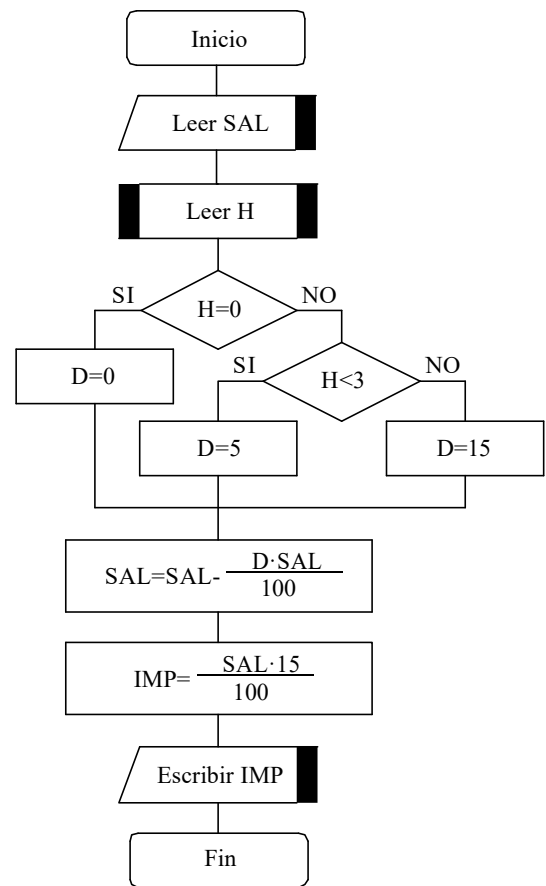 Inicio
Leer SAL
Leer H
SI
H=0
NO
D=0
SI
H<3
NO
D=5
D=15
SAL=SAL- D·SAL
100
IMP= SAL·15
100
Escribir IMP
Fin